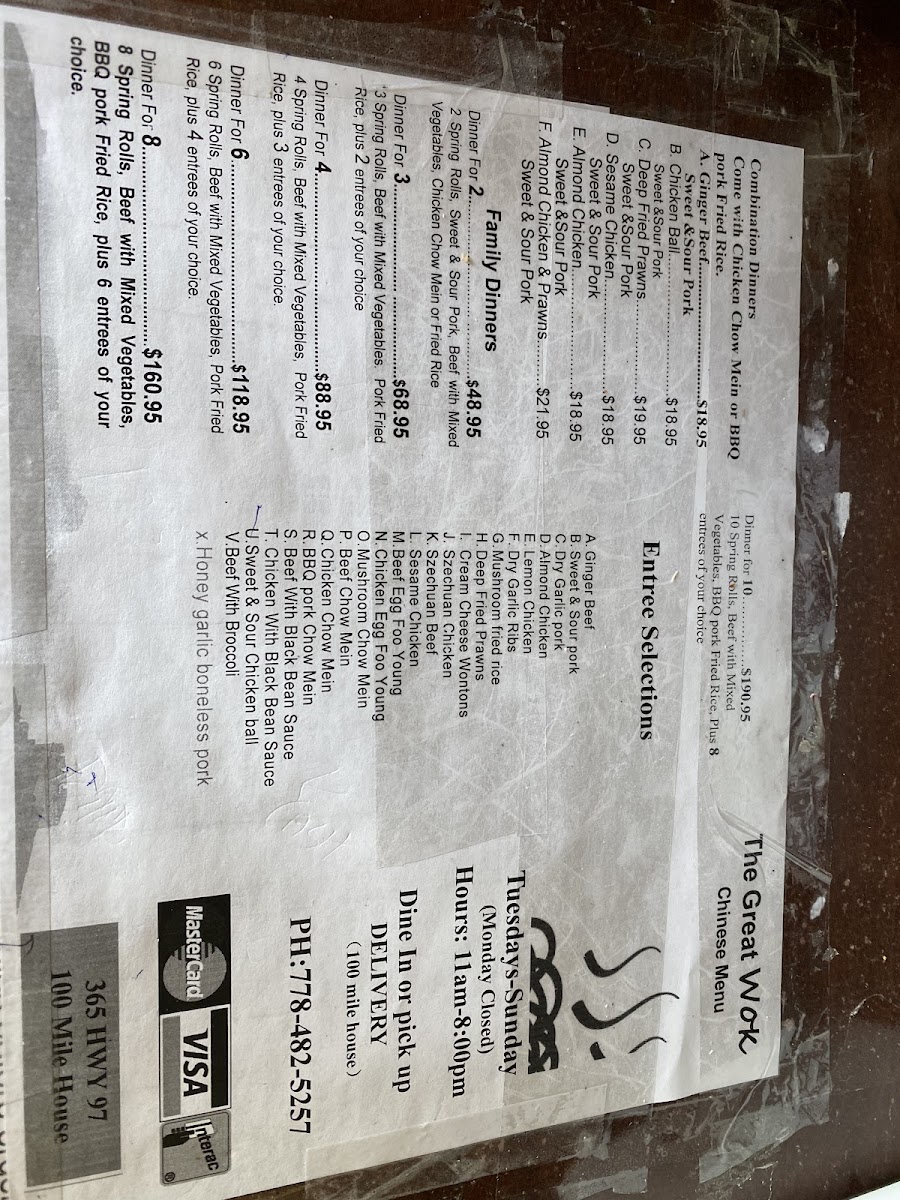 Combination Dinners
Come with Chicken Chow Mein or BBQ
pork Fried Rice.
A. Ginger Beef..............................$18.95
Sweet &Sour Pork
B. Chicken Ball..............................$18.95
Sweet &Sour Pork
C. Deep Fried Prawns....................$19.95
Sweet &Sour Pork
D. Sesame Chicken........................$18.95
Sweet & Sour Pork
E. Almond Chicken........................$18.95
Sweet &Sour Pork
F. Almond Chicken & Prawns..........$21.95
Sweet & Sour Pork
Family Dinners
Dinner For 2..............................$48.95
2 Spring Rolls, Sweet & Sour Pork, Beef with Mixed
Vegetables, Chicken Chow Mein or Fried Rice
Dinner For 3..............................$68.95
3 Spring Rolls, Beef with Mixed Vegetables, Pork Fried
Rice, plus 2 entrees of your choice
Dinner For 4..............................$88.95
4 Spring Rolls, Beef with Mixed Vegetables, Pork Fried
Rice, plus 3 entrees of your choice.
Dinner For 6..............................$118.95
6 Spring Rolls, Beef with Mixed Vegetables, Pork Fried
Rice, plus 4 entrees of your choice.
Dinner For 8..............................$160.95
8 Spring Rolls, Beef with Mixed Vegetables,
BBQ pork Fried Rice, plus 6 entrees of your
choice.
Dinner for 10...............$190.95
10 Spring Rolls, Beef with Mixed
Vegetables, BBQ pork Fried Rice, Plus 8
entrees of your choice
Entree Selections
A. Ginger Beef
B: Sweet & Sour pork
C. Dry Garlic pork
D. Almond Chicken
E. Lemon Chicken
F. Dry Garlic Ribs
G. Mushroom fried rice
H. Deep Fried Prawns
I. Cream Cheese Wontons
J. Szechuan Chicken
K. Szechuan Beef
L. Sesame Chicken
M. Beef Egg Foo Young
N. Chicken Egg Foo Young
O. Mushroom Chow Mein
P. Beef Chow Mein
Q. Chicken Chow Mein
R. BBQ pork Chow Mein
S. Beef With Black Bean Sauce
T. Chicken With Black Bean Sauce
U. Sweet & Sour Chicken ball
V. Beef With Broccoli
x.Honey garlic boneless pork
The Great Wok
Chinese Menu
Tuesdays-Sunday
(Monday Closed)
Hours: 11am-8:00pm
Dine In or pick up
DELIVERY
(100 mile house)
PH:778-482-5257
MasterCard
VISA
Interac
365 HWY 97
100 Mile House